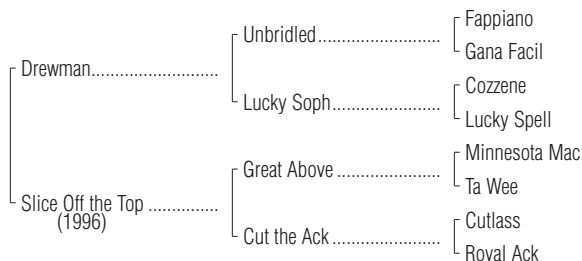 Fappiano
Unbridled
Gana Facil
Drewman
Cozzene
Lucky Soph
Lucky Spell
Minnesota Mac
Great Above
Ta Wee
Slice Off the Top
(1996)
Cutlass
Cut the Ack
Royal Ack